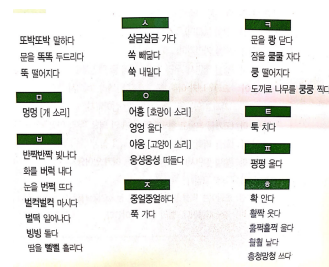 또박또박 말하다
문을 똑똑 두드리다
뚝 떨어지다
ㅁ
멍멍 [개 소리]
ㅂ
반짝반짝 빛나다
화를 버럭 내다
눈을 번쩍 뜨다
벌컥벌컥 마시다
벌떡 일어나다
빙빙 돌다
땀을 뻘뻘 흘리다
ㅅ
살금살금 가다
쏙 빼닮다
쑥 내밀다
ㅇ
어흥 [호랑이 소리]
엉엉 울다
야옹 [고양이 소리]
웅성웅성 떠들다
ㅈ
중얼중얼하다
쭉 가다
ㅋ
문을 쾅 닫다
잠을 쿨쿨 자다
쿵 떨어지다
도끼로 나무를 쿵쿵 찍다
ㅌ
툭 치다
ㅍ
펑펑 울다
ㅎ
확 안다
활짝 웃다
훌쩍훌쩍 울다
훨훨 날다
흥청망청 쓰다